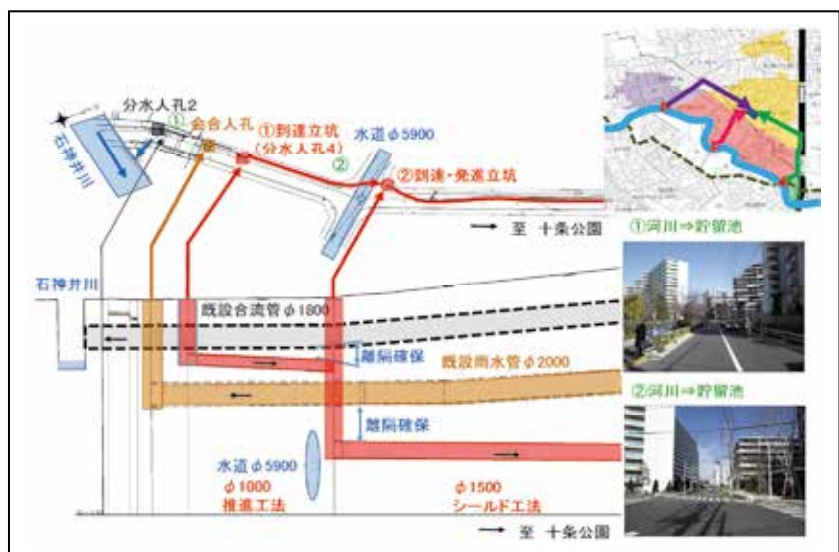 分水人孔2
①
会合人孔
①到達立坑
(分水人孔4)
水道φ5900
②
②到達・発進立坑
石神井川
至 十条公園
石神井川
既設合流管φ1800
離隔確保
既設雨水管φ2000
離隔確保
水道φ5900
φ1000
推進工法
φ1500
シールド工法
至 十条公園
①河川⇒貯留池
②河川⇒貯留池